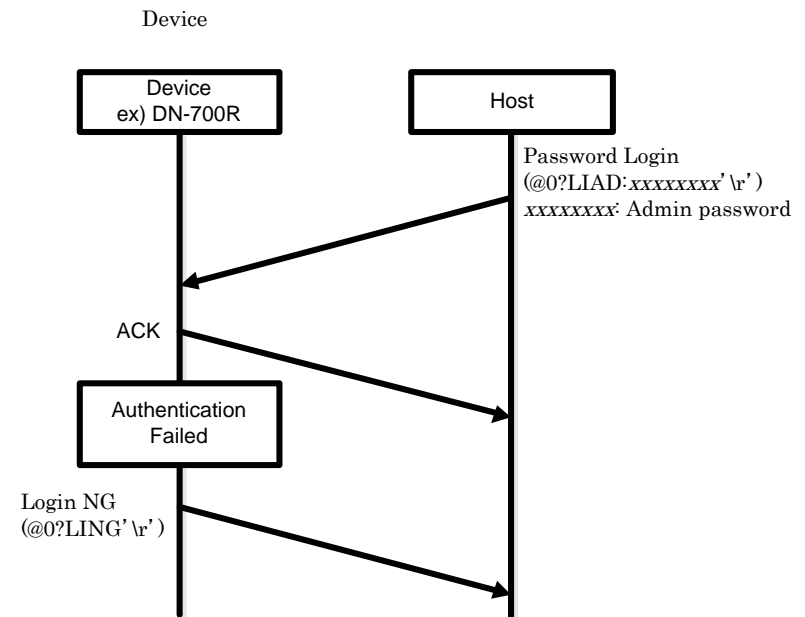 Device
Device
ex) DN-700R
Host
Password Login
(@0?LIAD:xxxxxxxx’\r’)
xxxxxxxx: Admin password
ACK
Authentication
Failed
Login NG
(@0?LING’\r’)